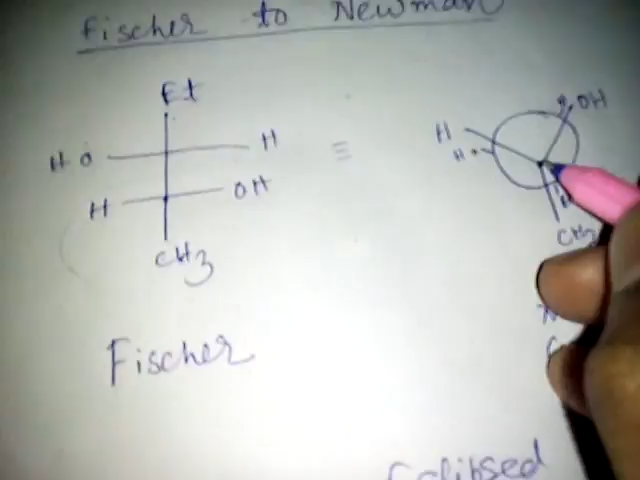 Fischer to Newman
Et
HO H
H OH
CH3
≡
OH
H
H
CH3
Fischer
Eclipsed